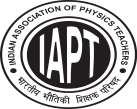 INDIAN ASSOCIATION OF PHYSICS TEACHERS
IAPT
भारतीय भौतिकी शिक्षक परिषद